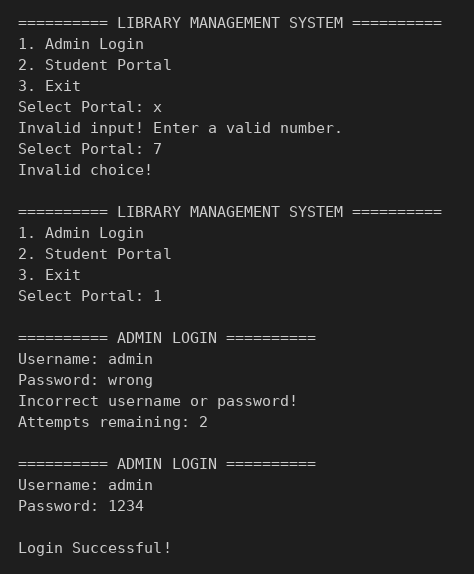 ========== LIBRARY MANAGEMENT SYSTEM ==========
1. Admin Login
2. Student Portal
3. Exit
Select Portal: x
Invalid input! Enter a valid number.
Select Portal: 7
Invalid choice!

========== LIBRARY MANAGEMENT SYSTEM ==========
1. Admin Login
2. Student Portal
3. Exit
Select Portal: 1

========== ADMIN LOGIN ==========
Username: admin
Password: wrong
Incorrect username or password!
Attempts remaining: 2

========== ADMIN LOGIN ==========
Username: admin
Password: 1234

Login Successful!